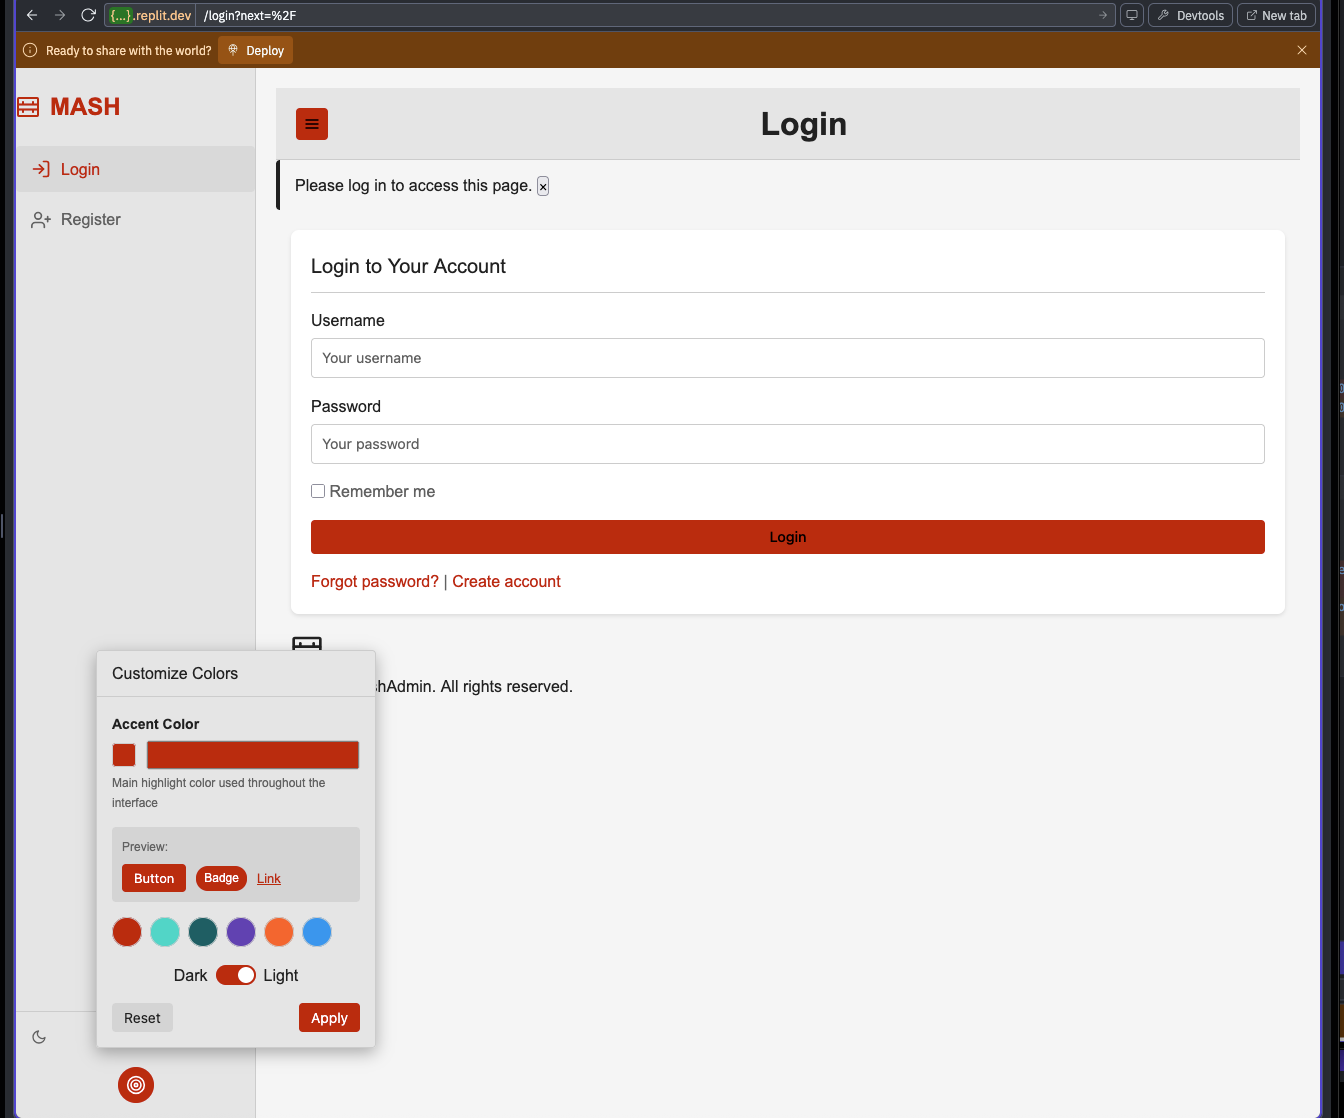 {...}.replit.dev /login?next=%2F Devtools New tab
Ready to share with the world? Deploy
MASH
Login
Register
Login
Please log in to access this page. ×
Login to Your Account
Username
Your username
Password
Your password
Remember me
Login
Forgot password? | Create account
hAdmin. All rights reserved.
Customize Colors
Accent Color
Main highlight color used throughout the
interface
Preview:
Button Badge Link
Dark Light
Reset Apply